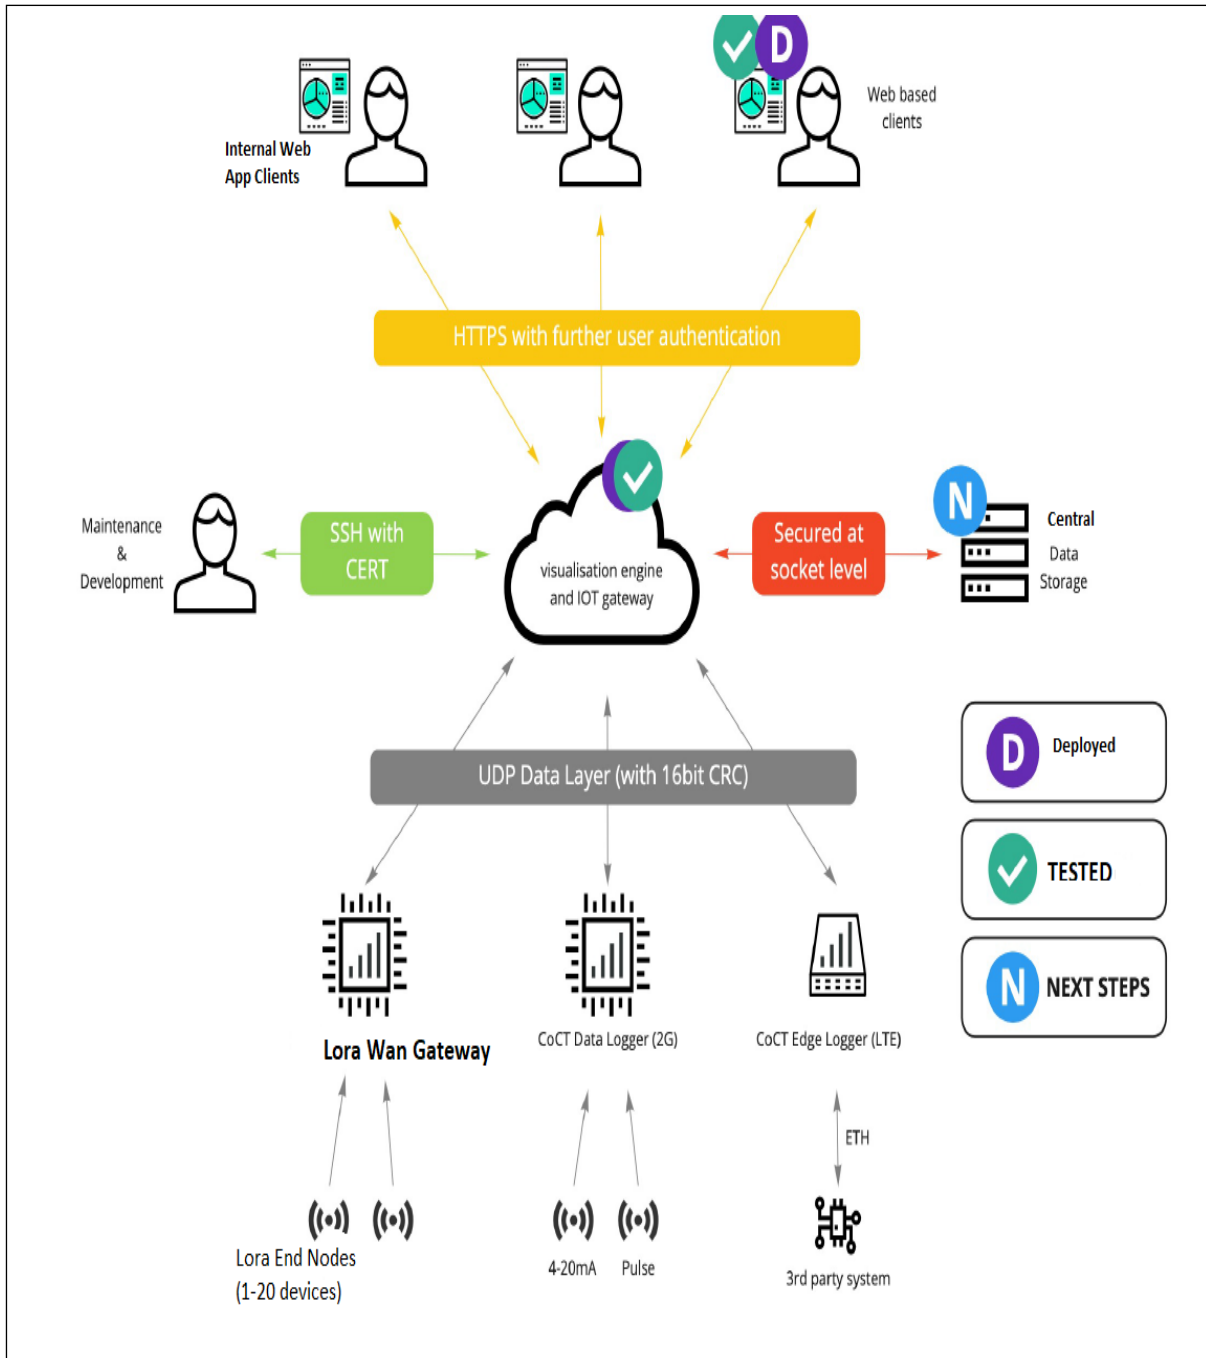 D
Web based
clients
Internal Web
App Clients
HTTPS with further user authentication
Maintenance
&
Development
SSH with
CERT
visualisation engine
and IOT gateway
Secured at
socket level
N
Central
Data
Storage
UDP Data Layer (with 16bit CRC)
D
Deployed
TESTED
N
NEXT STEPS
Lora Wan Gateway
CoCT Data Logger (2G)
CoCT Edge Logger (LTE)
ETH
Lora End Nodes
(1-20 devices)
4-20mA
Pulse
3rd party system